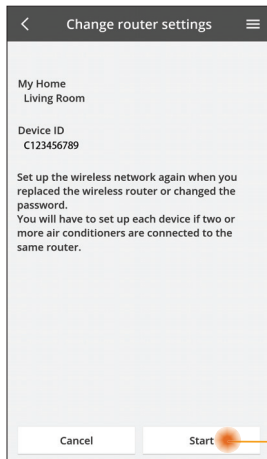 Change router settings
My Home
Living Room
Device ID
C123456789
Set up the wireless network again when you
replaced the wireless router or changed the
password.
You will have to set up each device if two or
more air conditioners are connected to the
same router.
Cancel Start